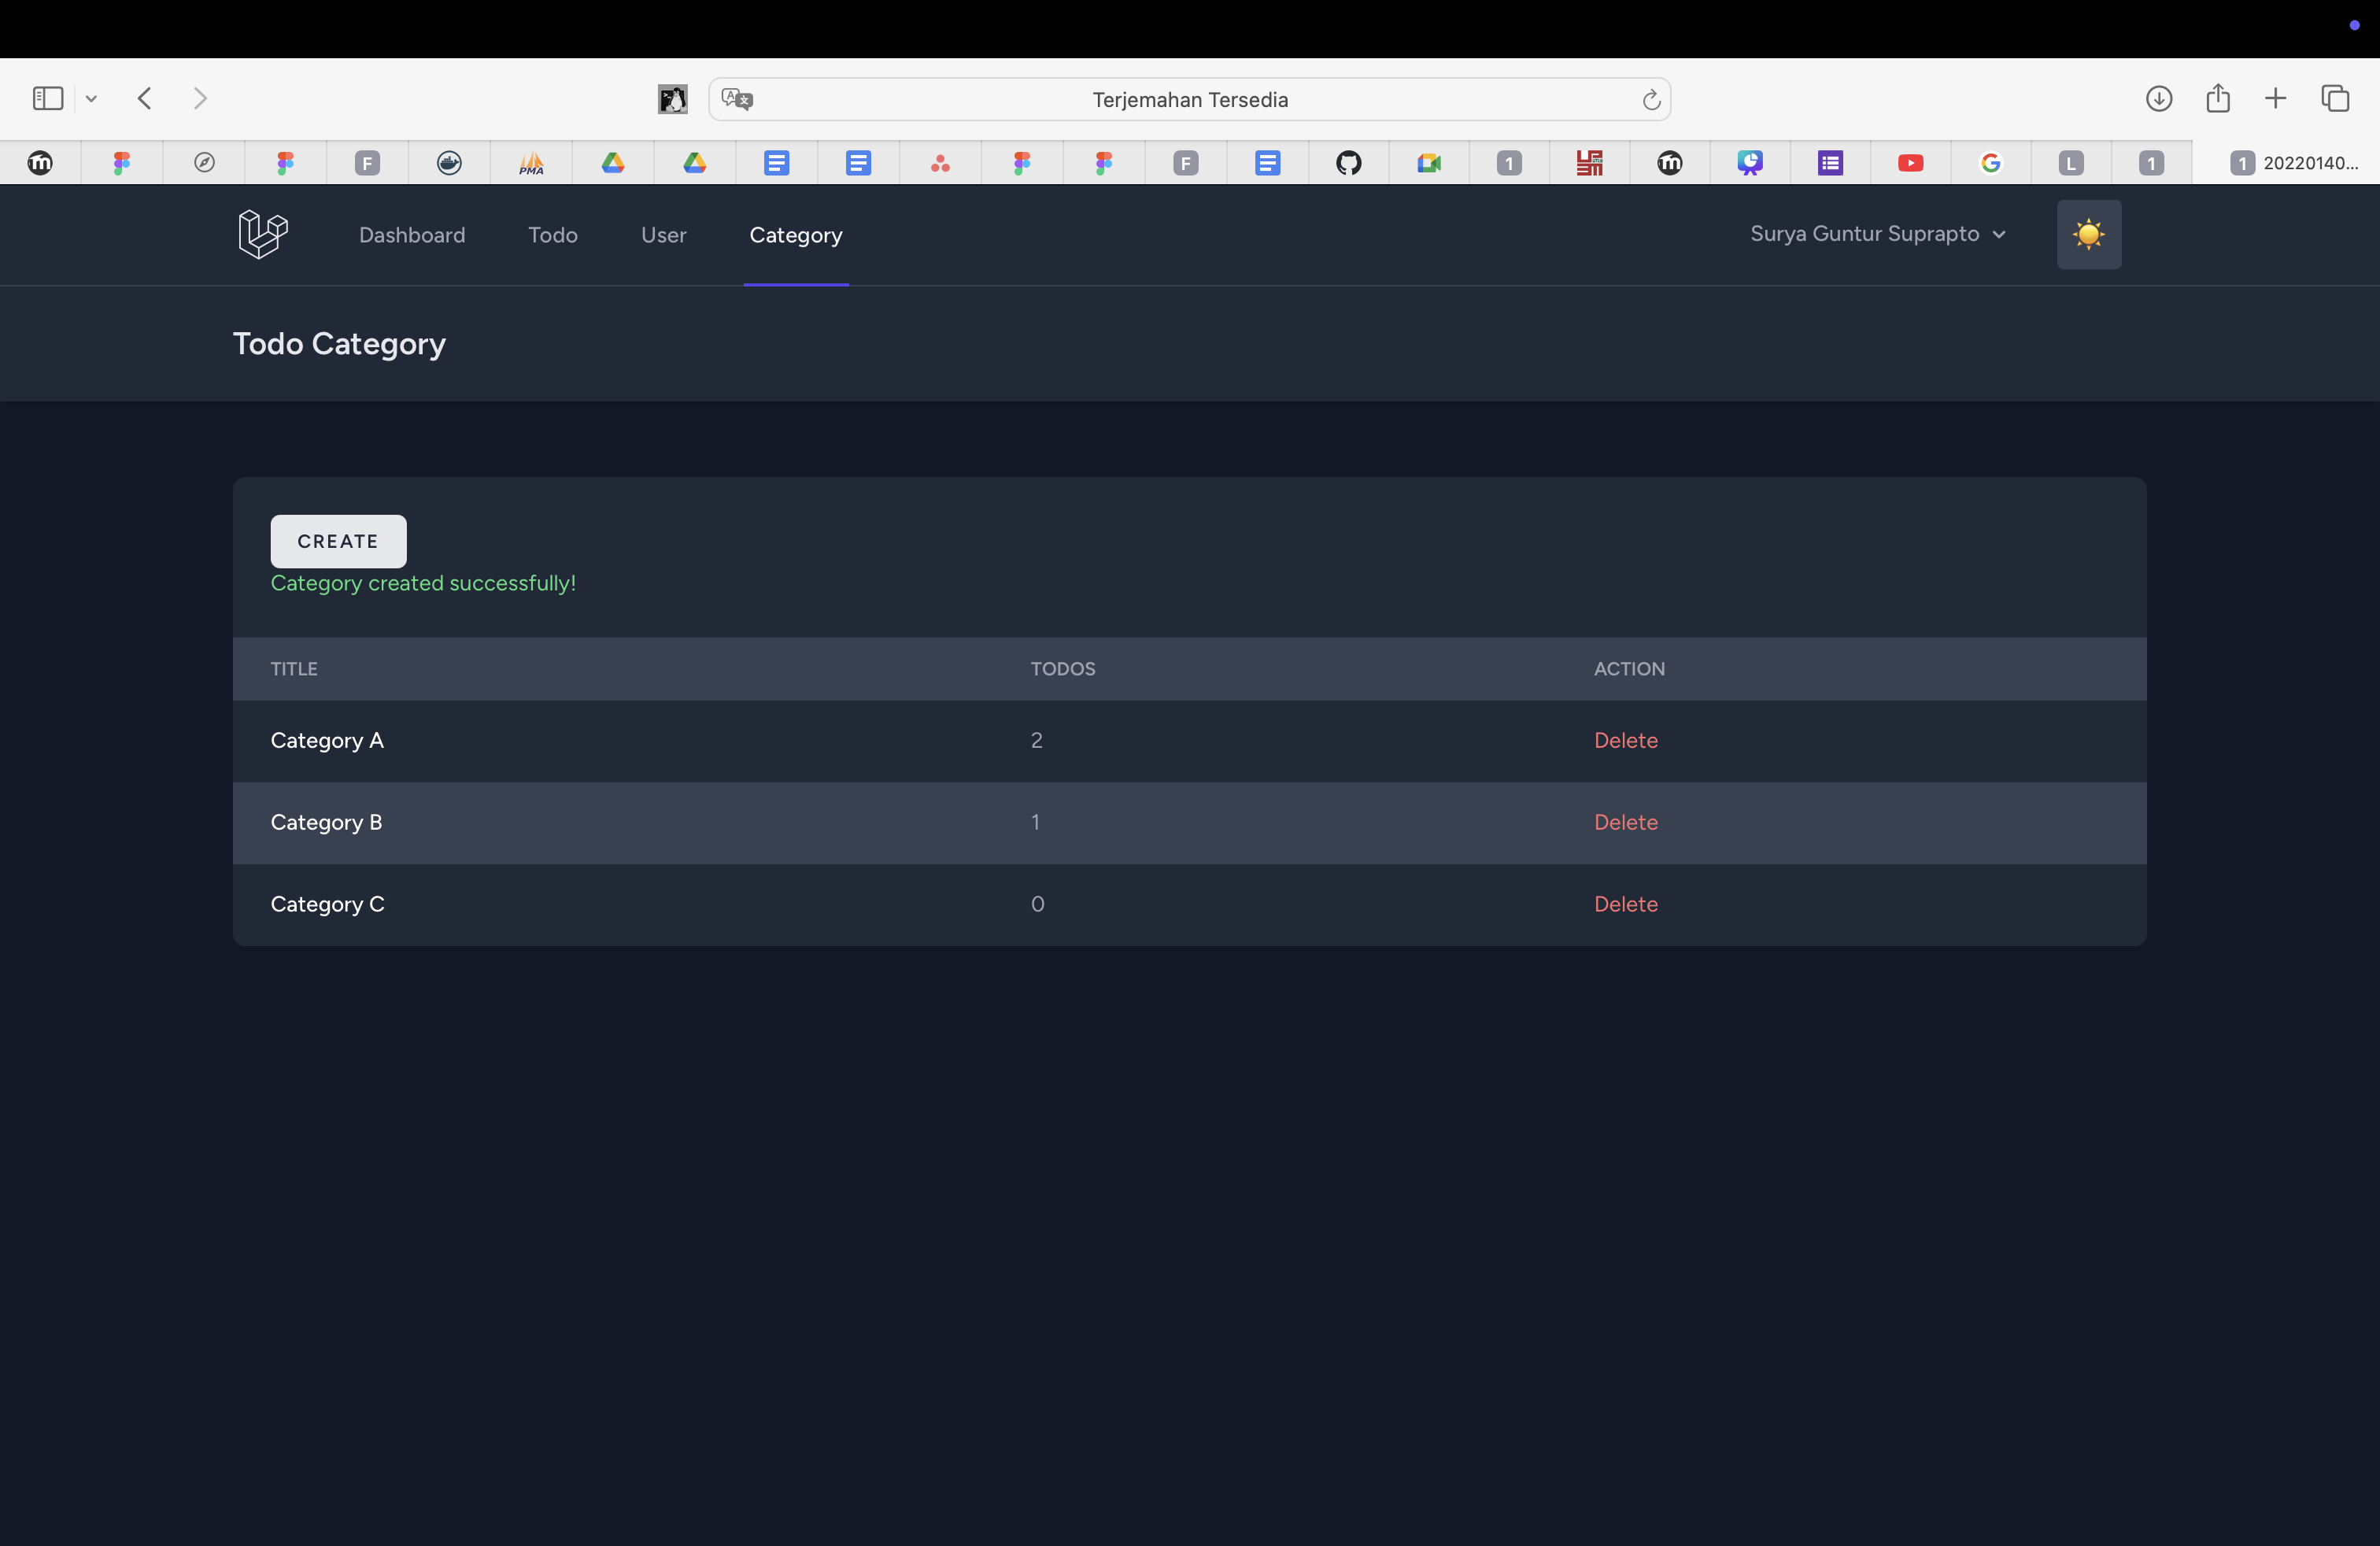 Terjemahan Tersedia
F
PMA
F
1
L
1
1 20220140...
Dashboard Todo User Category Surya Guntur Suprapto
Todo Category
CREATE
Category created successfully!
TITLE TODOS ACTION
Category A 2 Delete
Category B 1 Delete
Category C 0 Delete